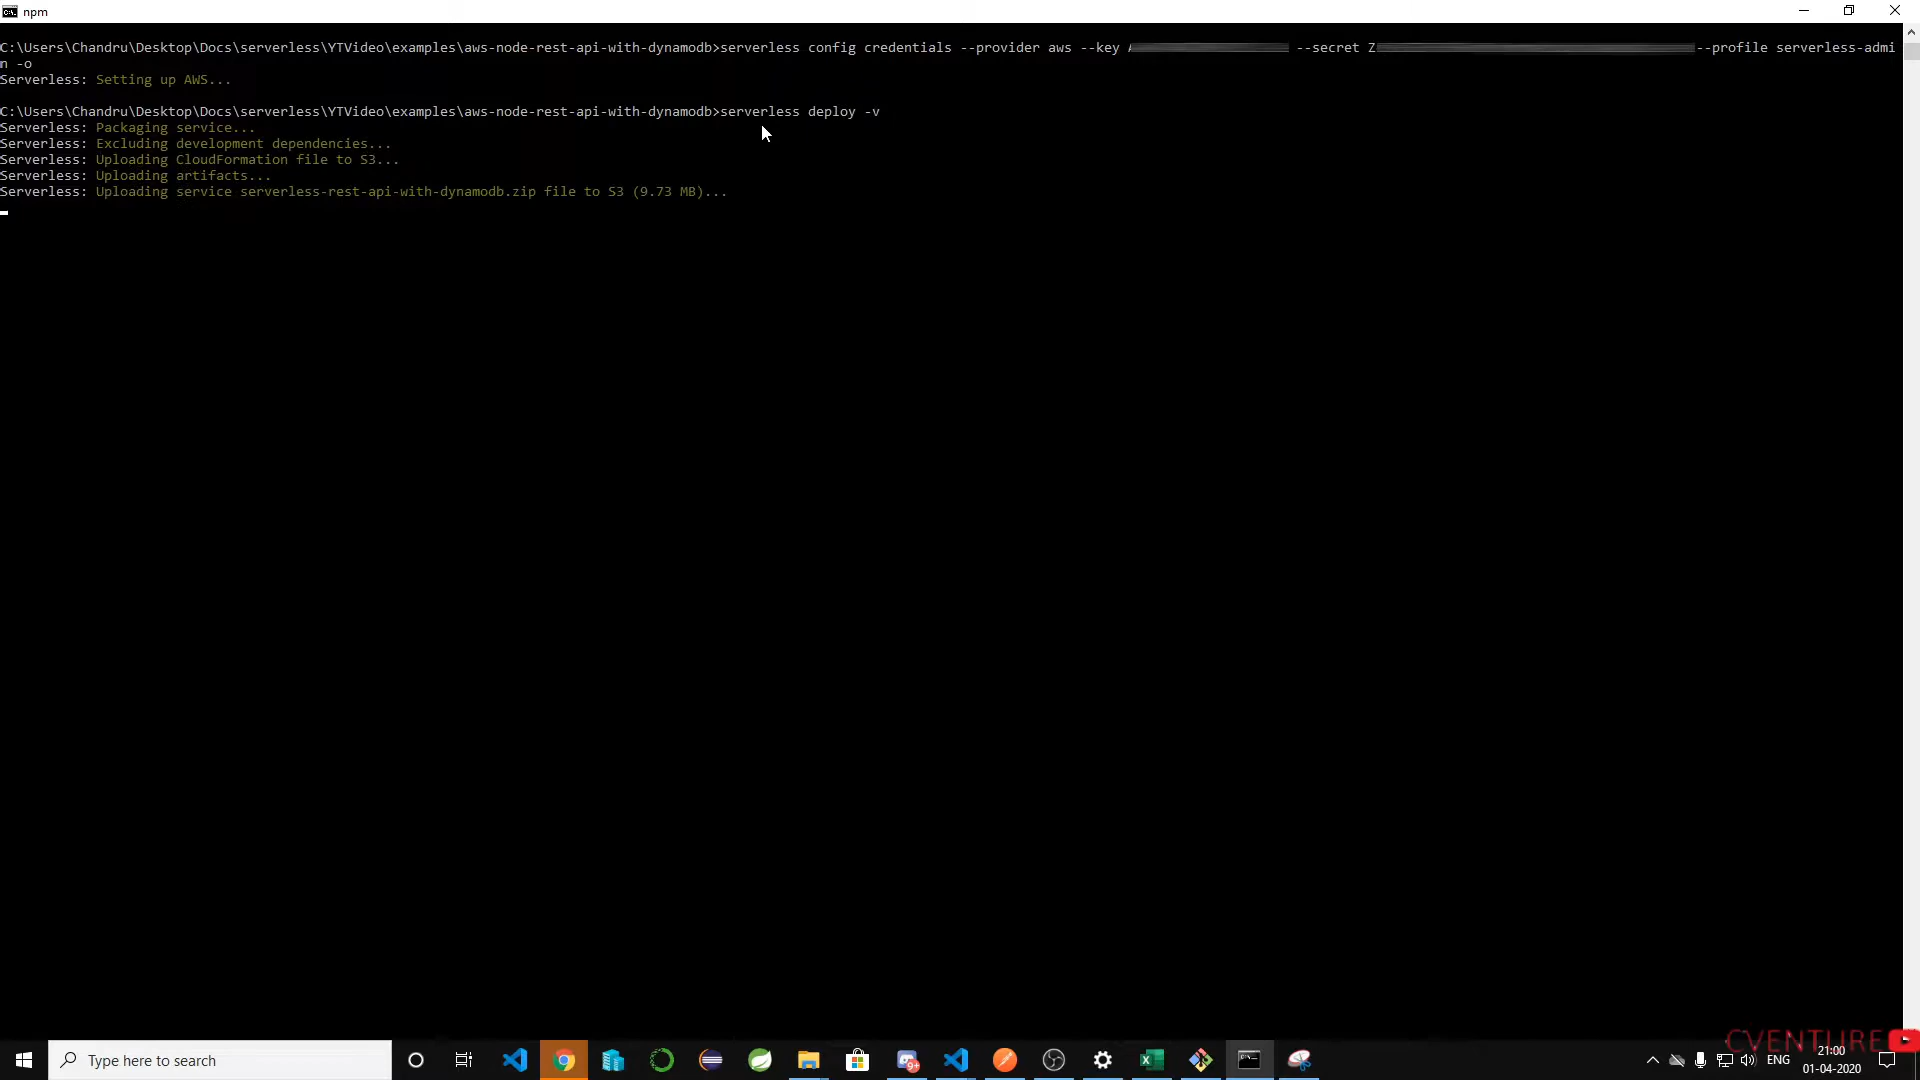 npm
C:\Users\Chandru\Desktop\Docs\serverless\YTVideo\examples\aws-node-rest-api-with-dynamodb>serverless config credentials --provider aws --key --secret Z --profile serverless-admi
n -o
Serverless: Setting up AWS...
C:\Users\Chandru\Desktop\Docs\serverless\YTVideo\examples\aws-node-rest-api-with-dynamodb>serverless deploy -v
Serverless: Packaging service...
Serverless: Excluding development dependencies...
Serverless: Uploading CloudFormation file to S3...
Serverless: Uploading artifacts...
Serverless: Uploading service serverless-rest-api-with-dynamodb.zip file to S3 (9.73 MB)...
CVENTURE
Type here to search
9+
ENG
21:00
01-04-2020